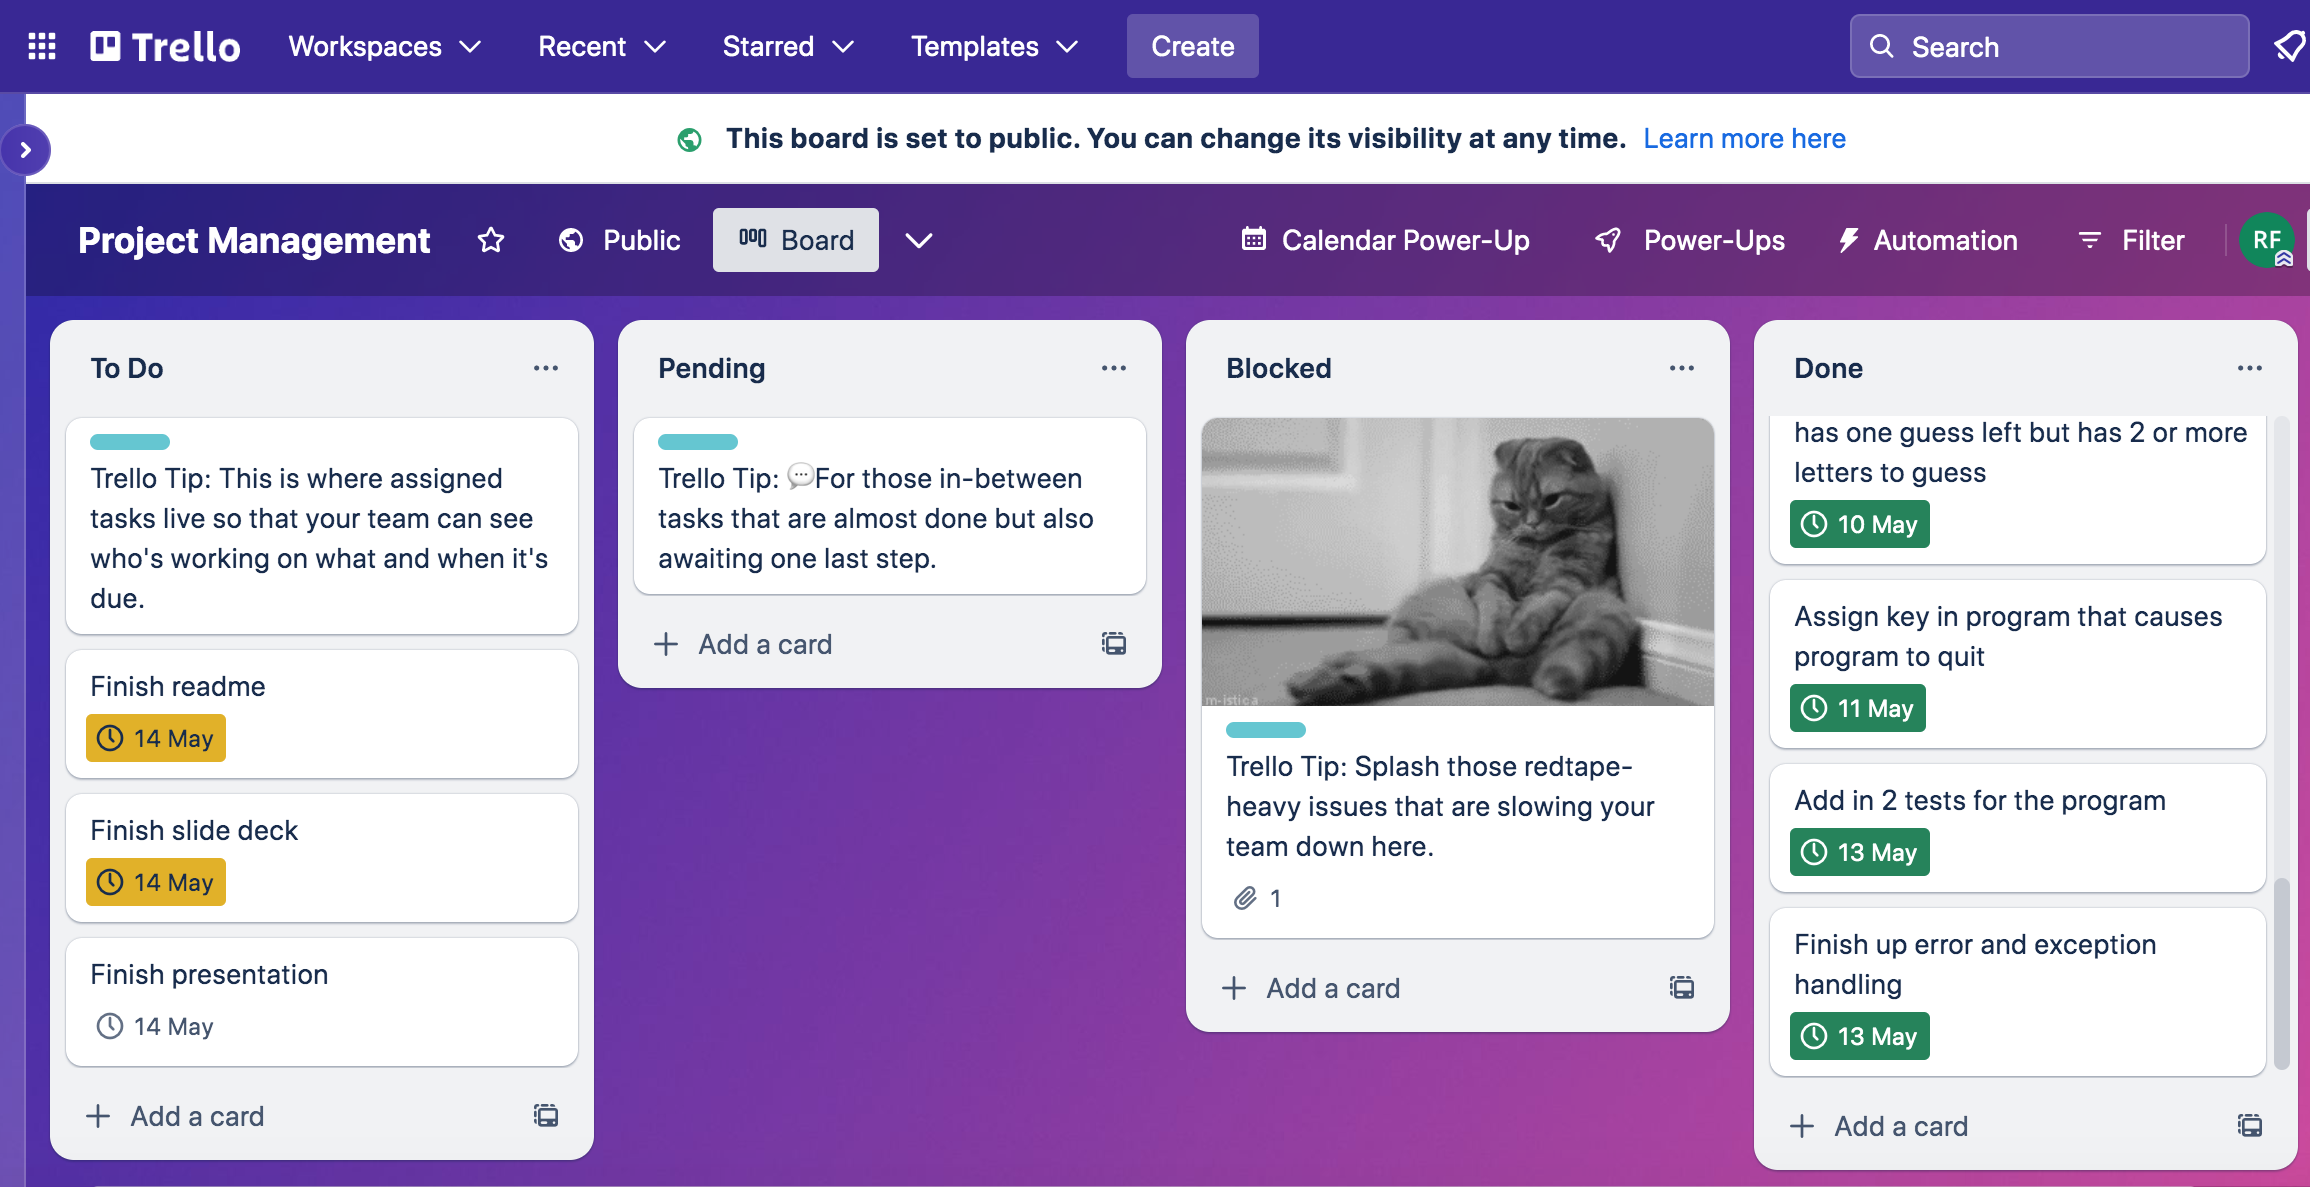 Trello
Workspaces
Recent
Starred
Templates
Create
Search
This board is set to public. You can change its visibility at any time. Learn more here
Project Management
Public
Board
Calendar Power-Up
Power-Ups
Automation
Filter
RF
To Do
Trello Tip: This is where assigned
tasks live so that your team can see
who's working on what and when it's
due.
Finish readme
14 May
Finish slide deck
14 May
Finish presentation
14 May
Add a card
Pending
Trello Tip: 💬For those in-between
tasks that are almost done but also
awaiting one last step.
Add a card
Blocked
m-istica
Trello Tip: Splash those redtape-
heavy issues that are slowing your
team down here.
1
Add a card
Done
has one guess left but has 2 or more
letters to guess
10 May
Assign key in program that causes
program to quit
11 May
Add in 2 tests for the program
13 May
Finish up error and exception
handling
13 May
Add a card